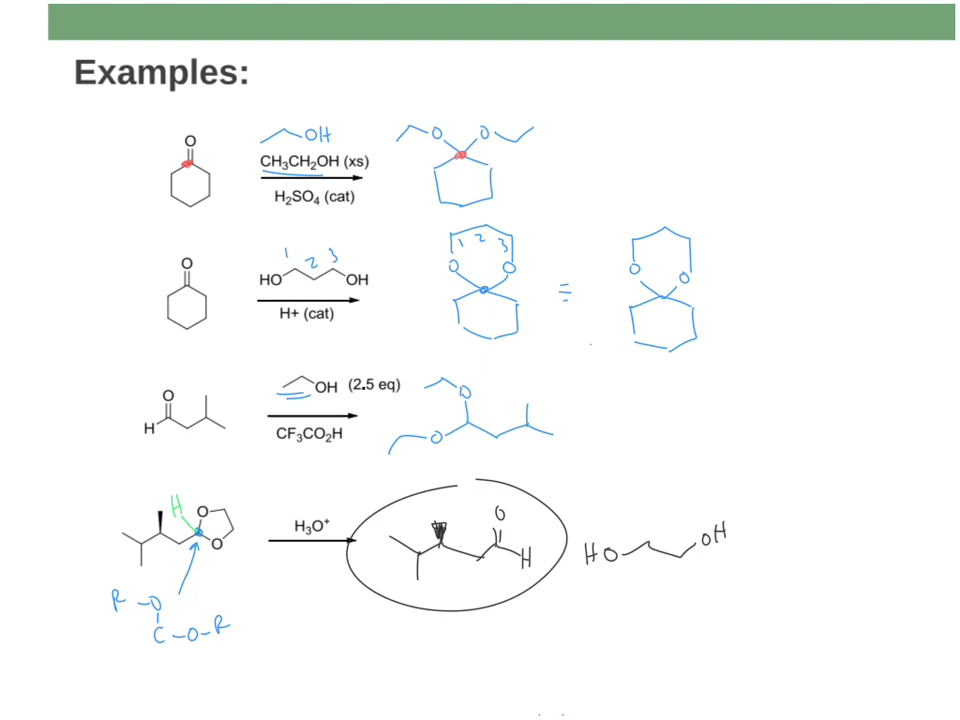 Examples:
O
OH
CH₃CH₂OH (xs)
H₂SO₄ (cat)
O O
O
1 2 3
HO OH
H+ (cat)
1 2 3
O O
=
O O
O
H
OH (2.5 eq)
CF₃CO₂H
O
O
H
O
O
H₃O⁺
O
H
HO OH
R-O
C-O-R